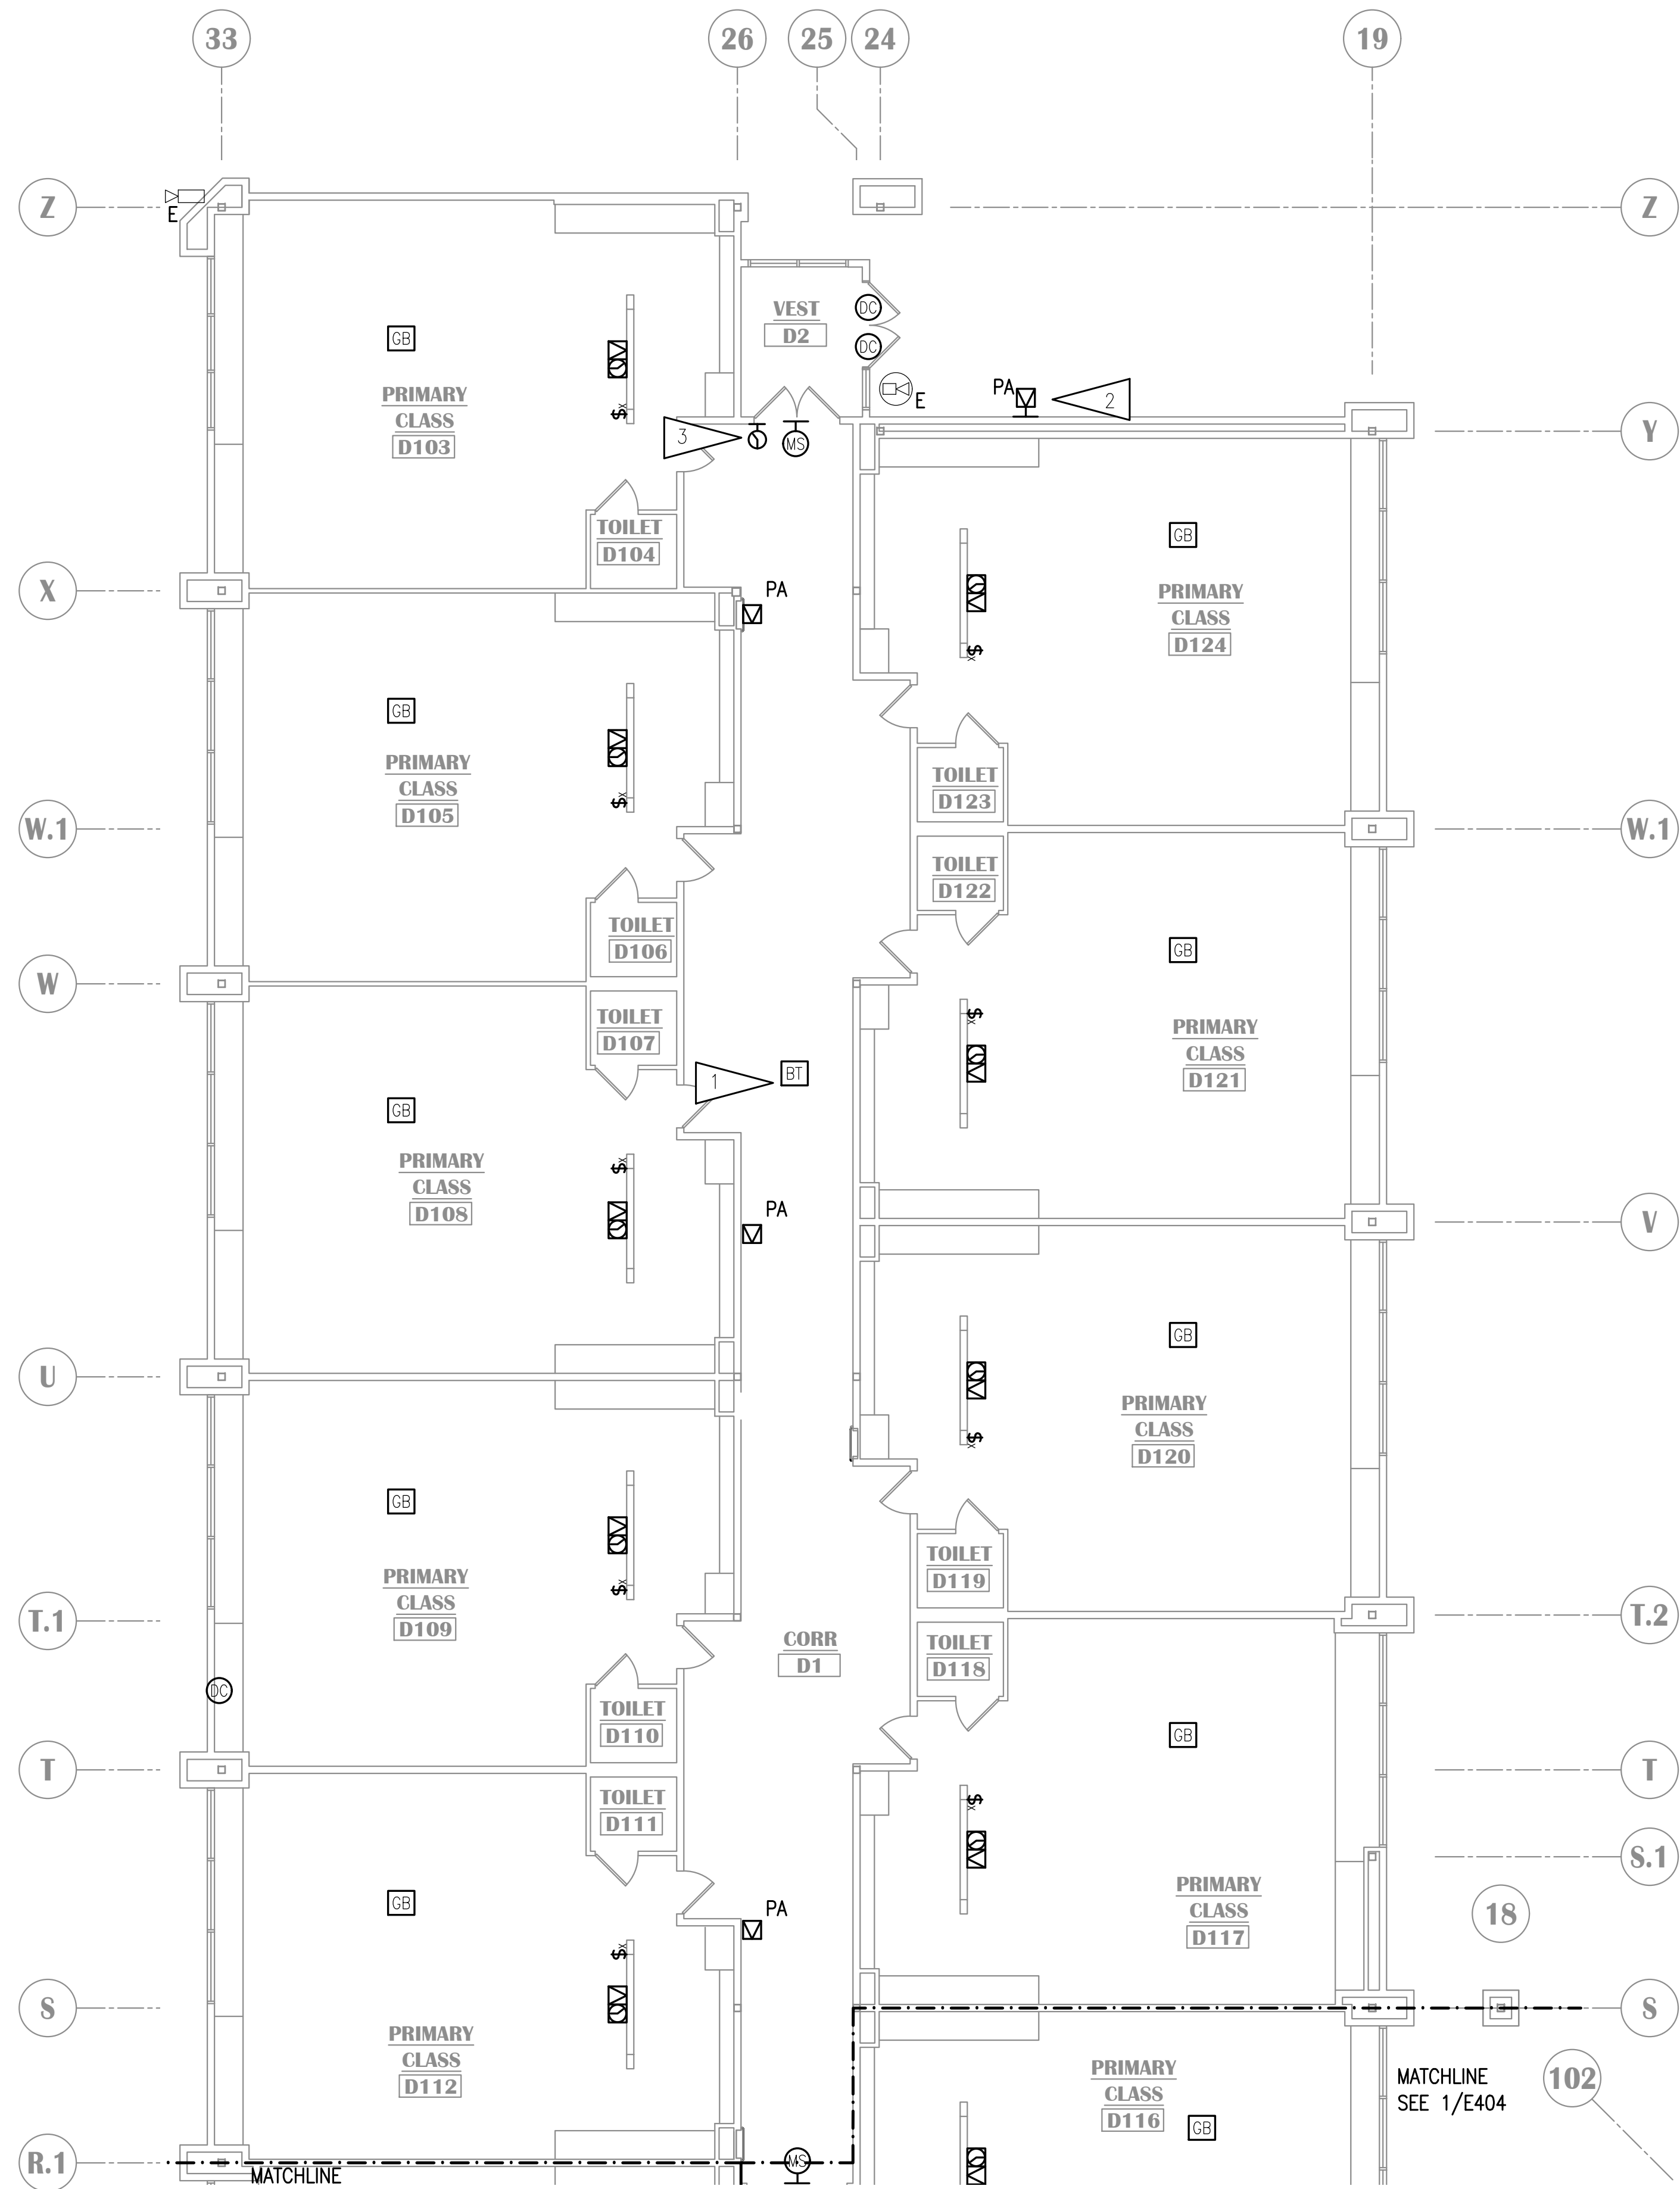 33
26
25
24
19
Z
Z
E
VEST
D2
DC
DC
GB
PRIMARY
CLASS
D103
$x
E
PA
2
3
MS
Y
TOILET
D104
GB
X
PA
PRIMARY
CLASS
D124
$x
GB
PRIMARY
CLASS
D105
$x
TOILET
D123
W.1
W.1
TOILET
D122
TOILET
D106
GB
W
TOILET
D107
$x
PRIMARY
CLASS
D121
1
BT
GB
PRIMARY
CLASS
D108
$x
PA
V
GB
U
PRIMARY
CLASS
D120
$x
GB
PRIMARY
CLASS
D109
$x
TOILET
D119
T.1
T.2
CORR
D1
TOILET
D118
DC
TOILET
D110
GB
T
T
TOILET
D111
$x
S.1
GB
PA
PRIMARY
CLASS
D117
18
$x
S
S
PRIMARY
CLASS
D112
PRIMARY
CLASS
D116
GB
MATCHLINE
SEE 1/E404
102
R.1
MS
MATCHLINE